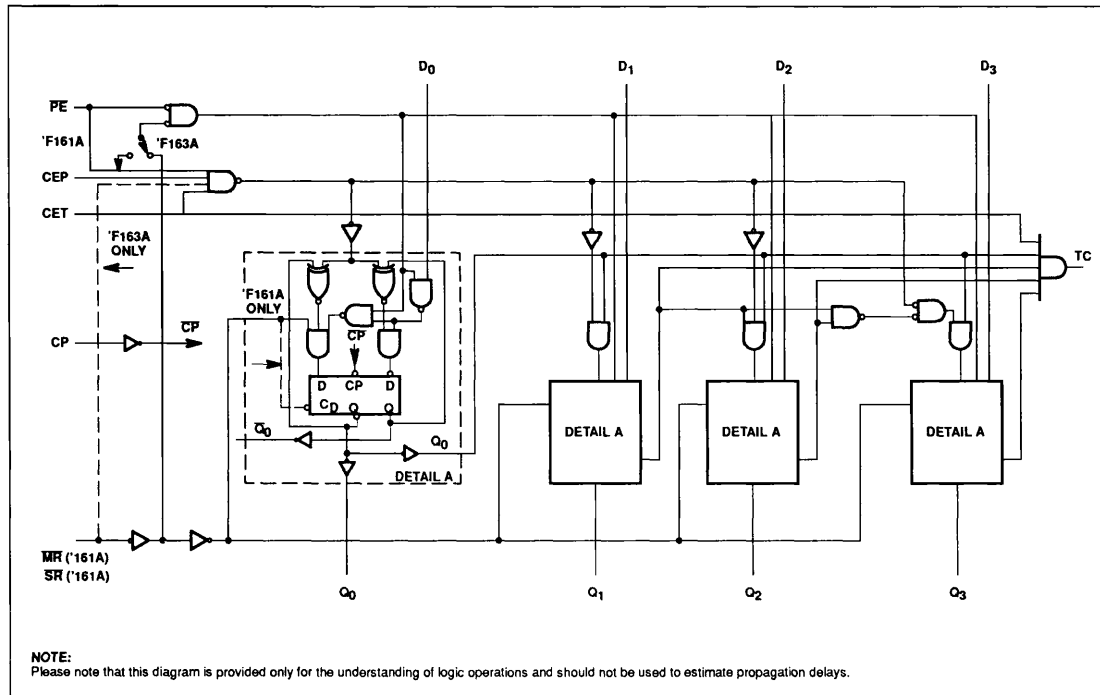 D0 D1 D2 D3
PE
'F161A 'F163A
CEP
CET
'F163A
ONLY
TC
'F161A
ONLY
CP CP CP
D CP D
CD Q Q
DETAIL A DETAIL A DETAIL A
Q0 Q0
DETAIL A
MR ('161A)
SR ('161A)
Q0 Q1 Q2 Q3
NOTE:
Please note that this diagram is provided only for the understanding of logic operations and should not be used to estimate propagation delays.